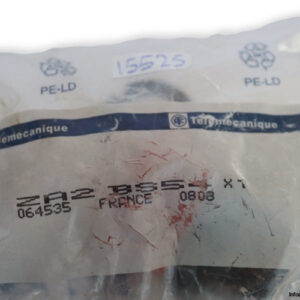 15525
PE-LD PE-LD
Telemecanique Telemecanique
ZA2 BS54 X1
064535 FRANCE 0808